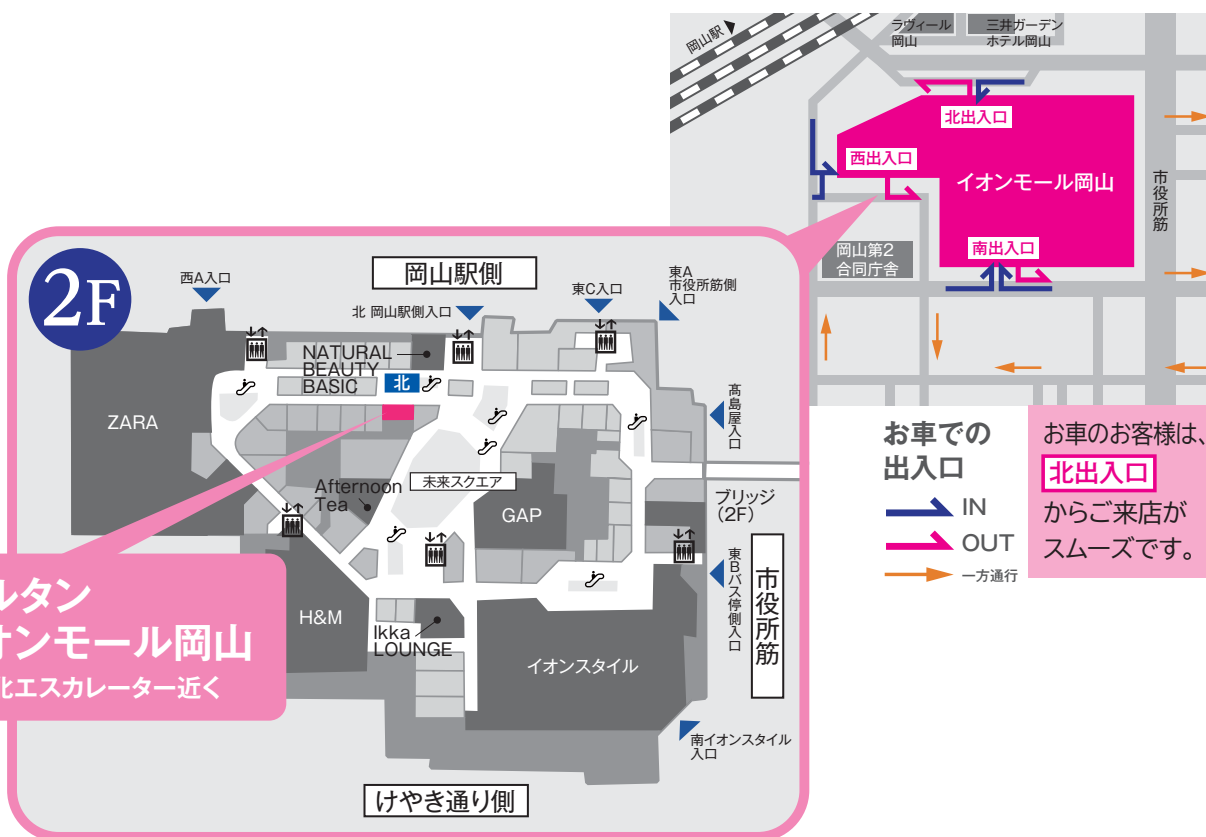 岡山駅
ラヴィール
岡山
三井ガーデン
ホテル岡山
北出入口
西出入口
イオンモール岡山
市役所筋
岡山第2
合同庁舎
南出入口
お車での
出入口
IN
OUT
一方通行
お車のお客様は、
北出入口
からご来店が
スムーズです。
2F
岡山駅側
西A入口
北 岡山駅側入口
東C入口
東A
市役所筋側
入口
NATURAL
BEAUTY
BASIC
北
ZARA
髙島屋入口
Afternoon
Tea
未来スクエア
GAP
ブリッジ
(2F)
東Bバス停側入口
市役所筋
H&M
Ikka
LOUNGE
イオンスタイル
ルタン
オンモール岡山
北エスカレーター近く
南イオンスタイル
入口
けやき通り側